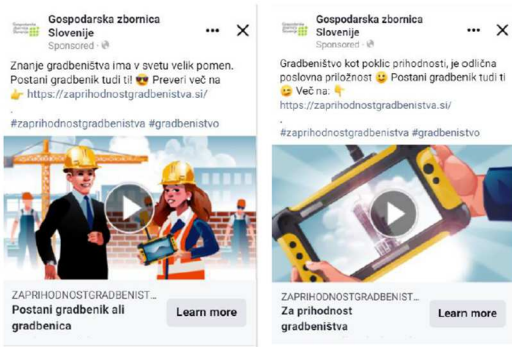 Gospodarska zbornica
Slovenije
Sponsored ·
Znanje gradbeništva ima v svetu velik pomen.
Postani gradbenik tudi ti! 😎 Preveri več na
👉 https://zaprihodnostgradbenistva.si/
.
#zaprihodnostgradbenistva #gradbenistvo
ZAPRIHODNOSTGRADBENIST...
Postani gradbenik ali
gradbenica
Learn more
Gospodarska zbornica
Slovenije
Sponsored ·
Gradbeništvo kot poklic prihodnosti, je odlična
poslovna priložnost 😀 Postani gradbenik tudi ti
😉 Več na: 👇
https://zaprihodnostgradbenistva.si/
.
#zaprihodnostgradbenistva #gradbenistvo
ZAPRIHODNOSTGRADBENIST...
Za prihodnost
gradbeništva
Learn more